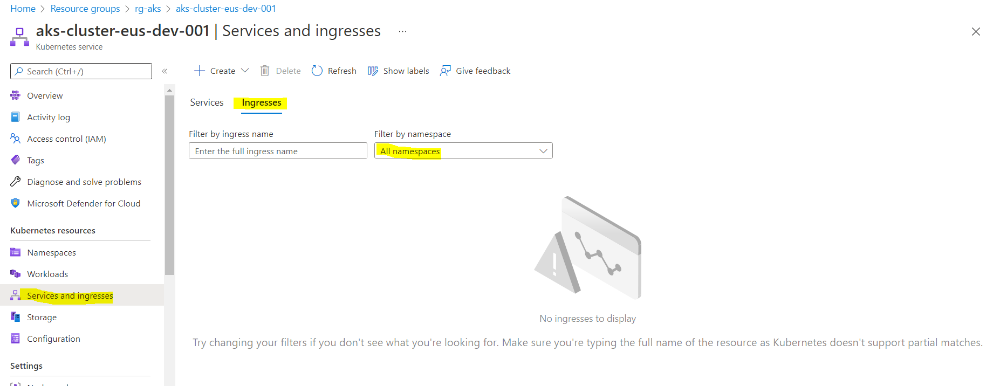 Home > Resource groups > rg-aks > aks-cluster-eus-dev-001
aks-cluster-eus-dev-001 | Services and ingresses ...
Kubernetes service
Search (Ctrl+/) «
Create Delete Refresh Show labels Give feedback
Overview
Activity log
Access control (IAM)
Tags
Diagnose and solve problems
Microsoft Defender for Cloud
Kubernetes resources
Namespaces
Workloads
Services and ingresses
Storage
Configuration
Settings
Services Ingresses
Filter by ingress name Filter by namespace
Enter the full ingress name All namespaces
No ingresses to display
Try changing your filters if you don't see what you're looking for. Make sure you're typing the full name of the resource as Kubernetes doesn't support partial matches.